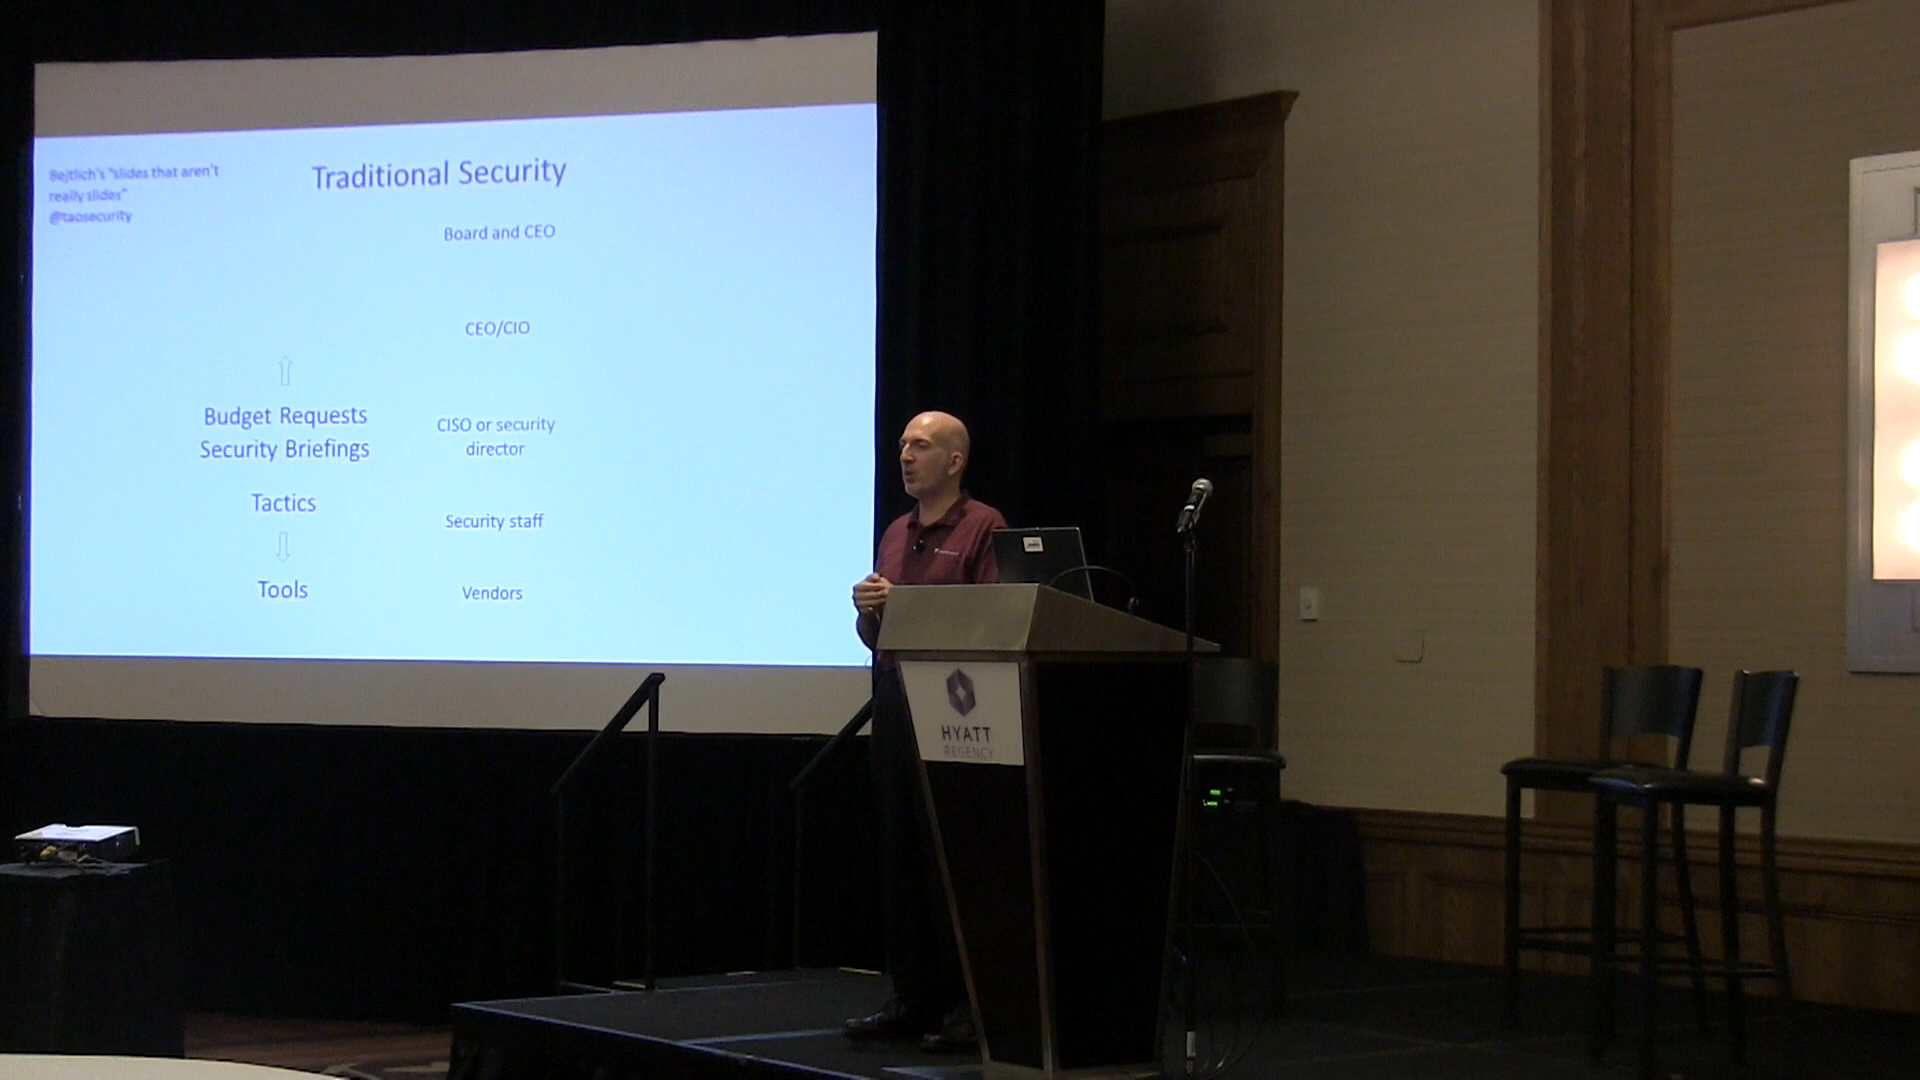 Bejtlich's "slides that aren't
really slides"
@taosecurity
Traditional Security
Board and CEO
CEO/CIO
Budget Requests
Security Briefings
CISO or security
director
Tactics
Security staff
Tools
Vendors
HYATT
REGENCY